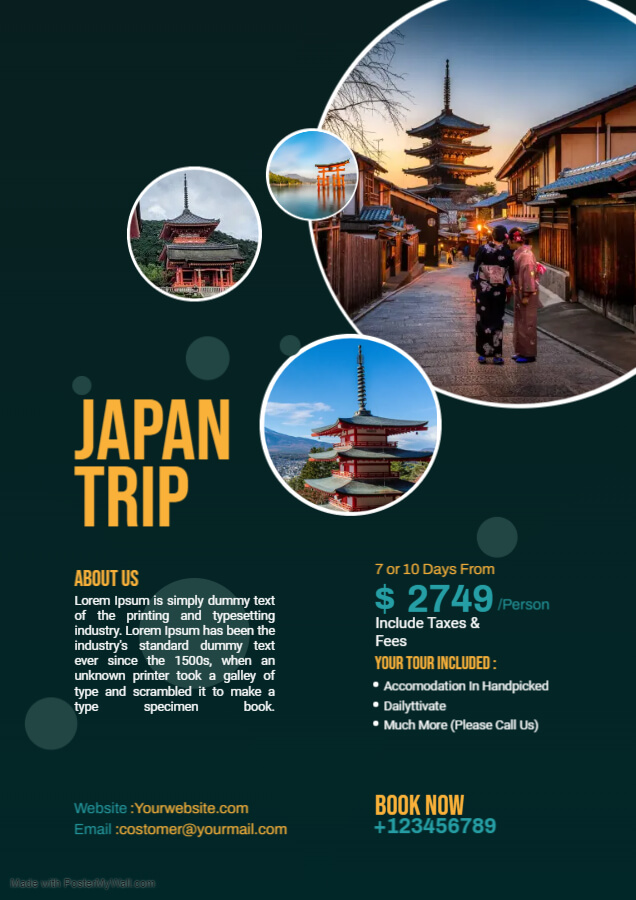 JAPAN
TRIP
ABOUT US
Lorem Ipsum is simply dummy text
of the printing and typesetting
industry. Lorem Ipsum has been the
industry's standard dummy text
ever since the 1500s, when an
unknown printer took a galley of
type and scrambled it to make a
type specimen book.
7 or 10 Days From
$ 2749 /Person
Include Taxes &
Fees
YOUR TOUR INCLUDED :
• Accomodation In Handpicked
• Dailyttivate
• Much More (Please Call Us)
Website :Yourwebsite.com
Email :costomer@yourmail.com
BOOK NOW
+123456789
Made with PosterMyWall.com